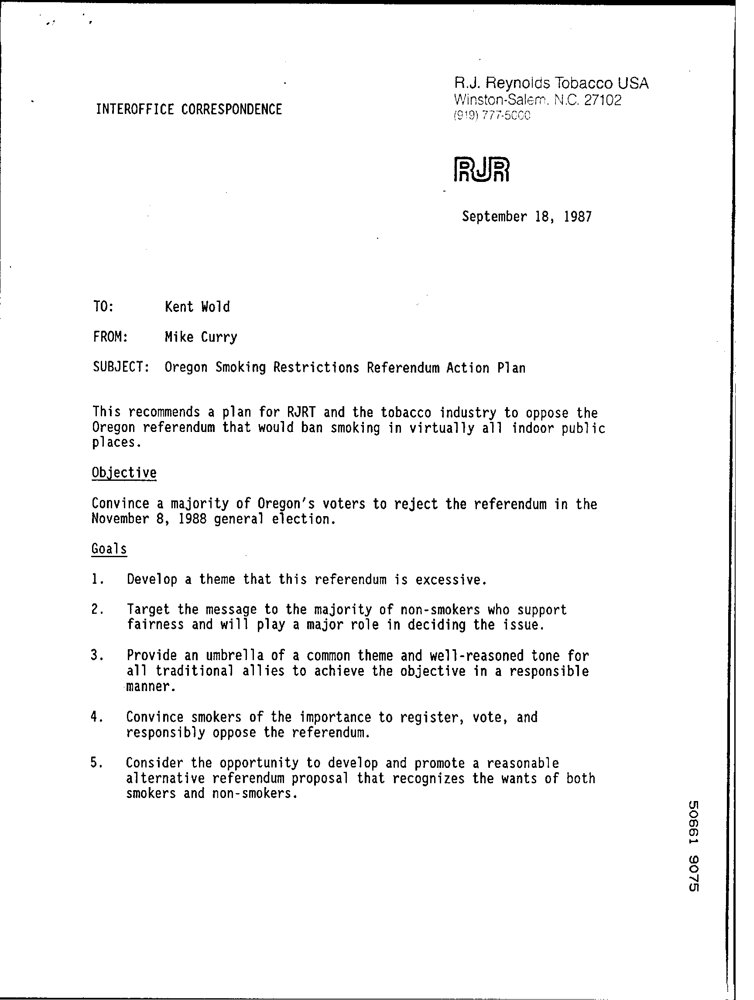 R.J. Reynolds Tobacco USA
Winston-Salem, N.C. 27102
(919) 777-5000
INTEROFFICE CORRESPONDENCE
RJR
September 18, 1987
TO: Kent Wold
FROM: Mike Curry
SUBJECT: Oregon Smoking Restrictions Referendum Action Plan
This recommends a plan for RJRT and the tobacco industry to oppose the
Oregon referendum that would ban smoking in virtually all indoor public
places.
Objective
Convince a majority of Oregon's voters to reject the referendum in the
November 8, 1988 general election.
Goals
1. Develop a theme that this referendum is excessive.
2. Target the message to the majority of non-smokers who support
fairness and will play a major role in deciding the issue.
3. Provide an umbrella of a common theme and well-reasoned tone for
all traditional allies to achieve the objective in a responsible
manner.
4. Convince smokers of the importance to register, vote, and
responsibly oppose the referendum.
5. Consider the opportunity to develop and promote a reasonable
alternative referendum proposal that recognizes the wants of both
smokers and non-smokers.
50661 9075